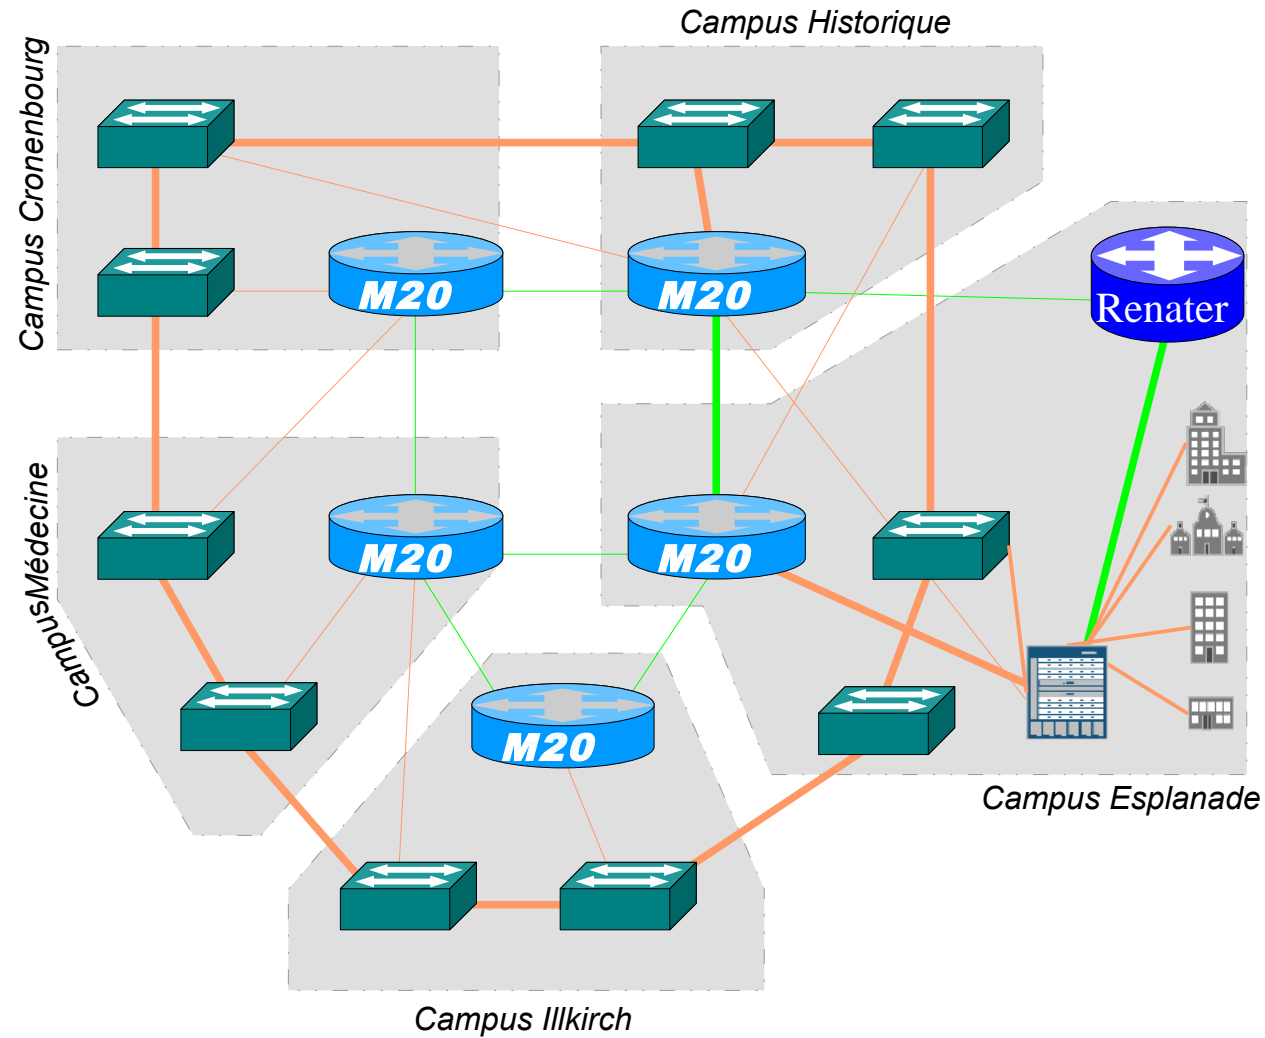 Campus Historique
Campus Cronenbourg
M20
M20
Renater
CampusMédecine
M20
M20
M20
Campus Esplanade
Campus Illkirch